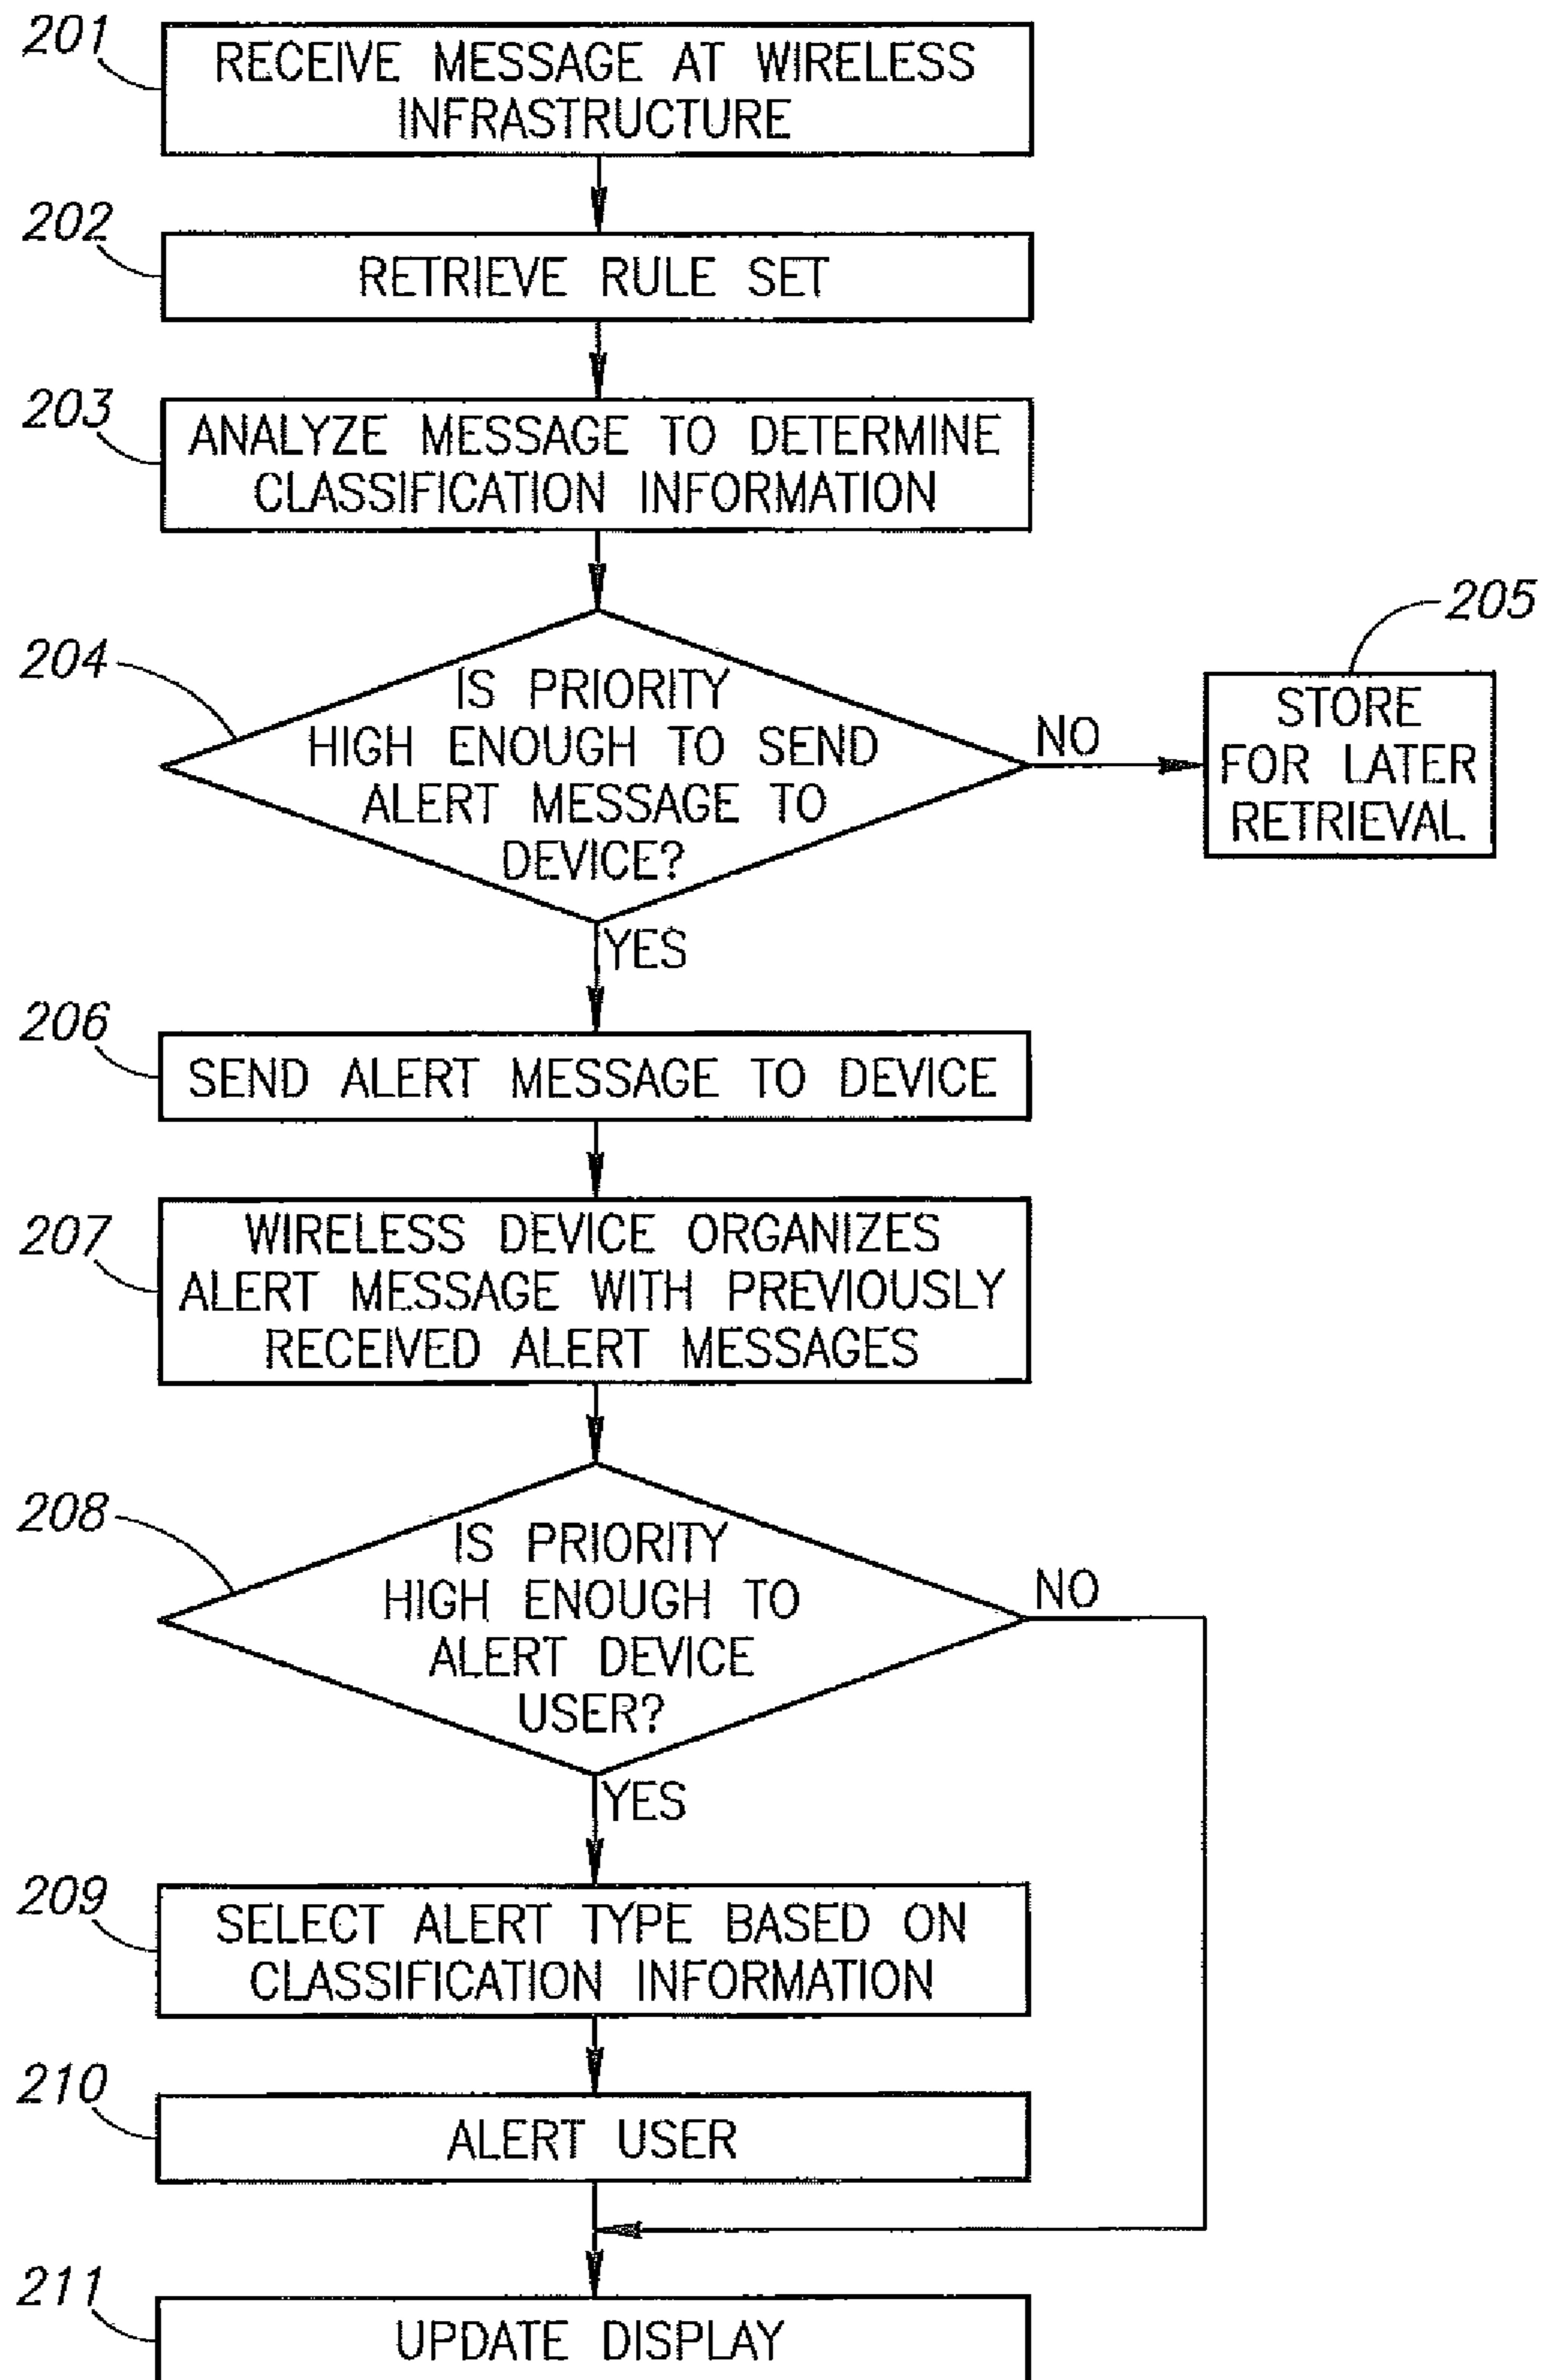 201
RECEIVE MESSAGE AT WIRELESS
INFRASTRUCTURE
202
RETRIEVE RULE SET
203
ANALYZE MESSAGE TO DETERMINE
CLASSIFICATION INFORMATION
204
IS PRIORITY
HIGH ENOUGH TO SEND
ALERT MESSAGE TO
DEVICE?
NO
205
STORE
FOR LATER
RETRIEVAL
YES
206
SEND ALERT MESSAGE TO DEVICE
207
WIRELESS DEVICE ORGANIZES
ALERT MESSAGE WITH PREVIOUSLY
RECEIVED ALERT MESSAGES
208
IS PRIORITY
HIGH ENOUGH TO
ALERT DEVICE
USER?
NO
YES
209
SELECT ALERT TYPE BASED ON
CLASSIFICATION INFORMATION
210
ALERT USER
211
UPDATE DISPLAY